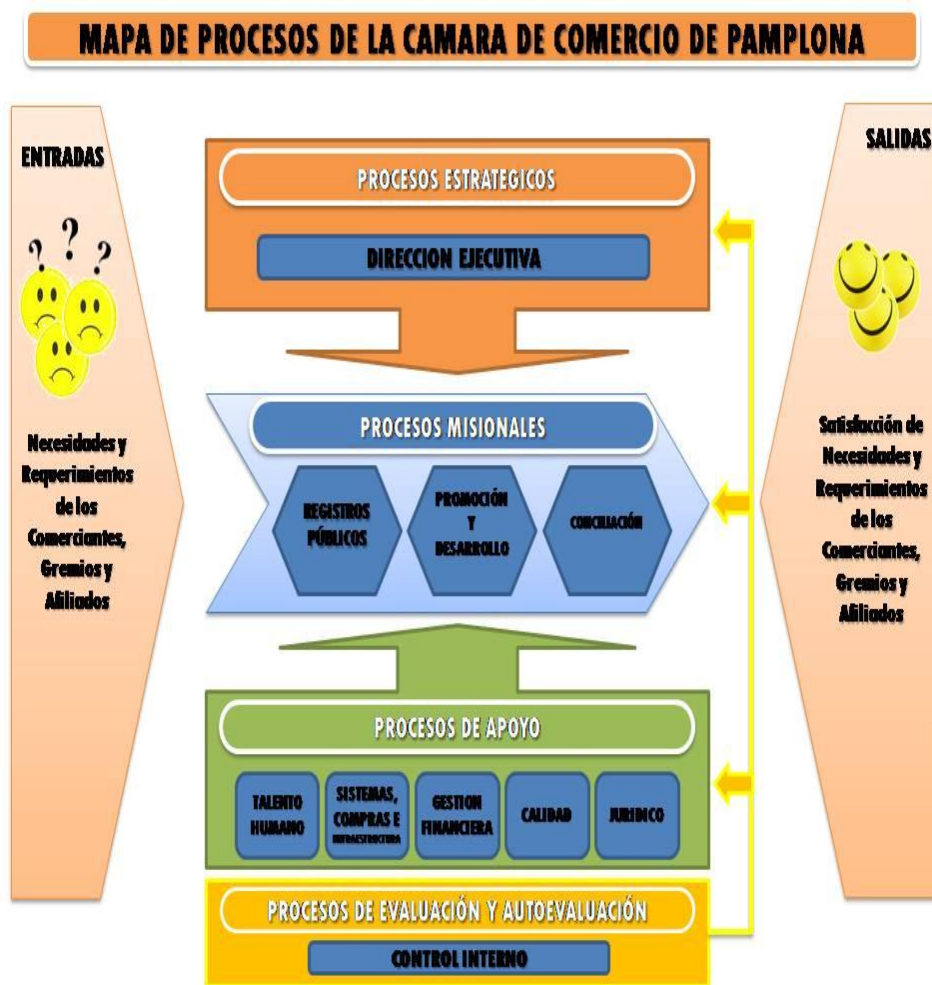 MAPA DE PROCESOS DE LA CAMARA DE COMERCIO DE PAMPLONA
ENTRADAS
? ? ?
Necesidades y
Requerimientos
de los
Comerciantes,
Gremios y
Afiliados
PROCESOS ESTRATEGICOS
DIRECCION EJECUTIVA
PROCESOS MISIONALES
REGISTROS
PÚBLICOS
PROMOCIÓN
Y
DESARROLLO
CONCILIACIÓN
PROCESOS DE APOYO
TALENTO
HUMANO
SISTEMAS,
COMPRAS E
INFRAESTRUCTURA
GESTION
FINANCIERA
CALIDAD
JURIDICO
PROCESOS DE EVALUACIÓN Y AUTOEVALUACIÓN
CONTROL INTERNO
SALIDAS
Satisfacción de
Necesidades y
Requerimientos
de los
Comerciantes,
Gremios y
Afiliados